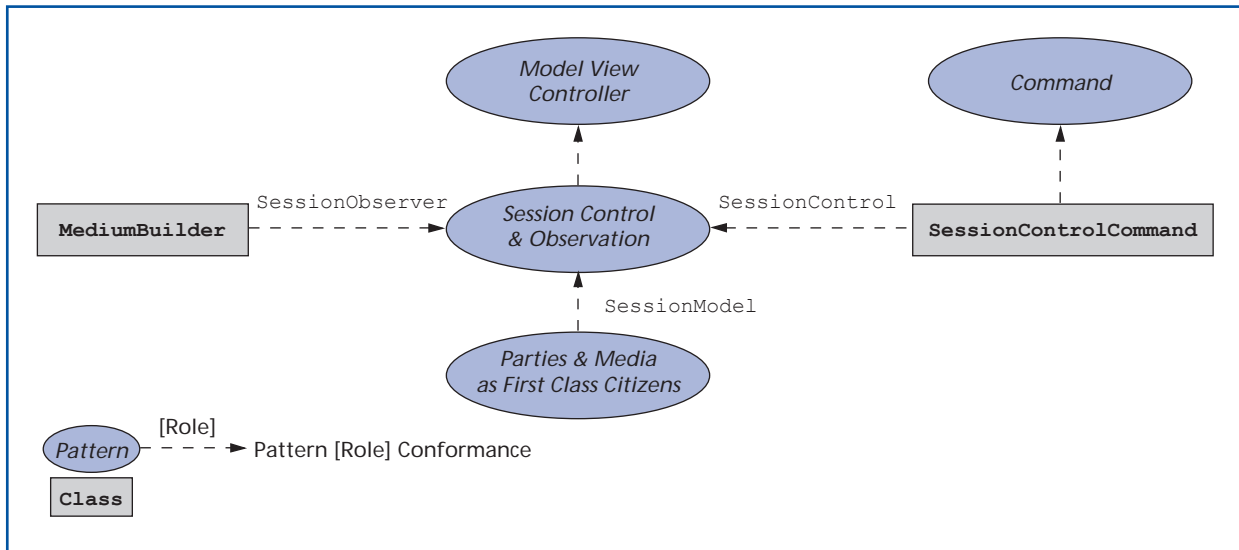 Model View
Controller
Command
SessionObserver
SessionControl
MediumBuilder
Session Control
& Observation
SessionControlCommand
SessionModel
Parties & Media
as First Class Citizens
[Role]
Pattern
Pattern [Role] Conformance
Class